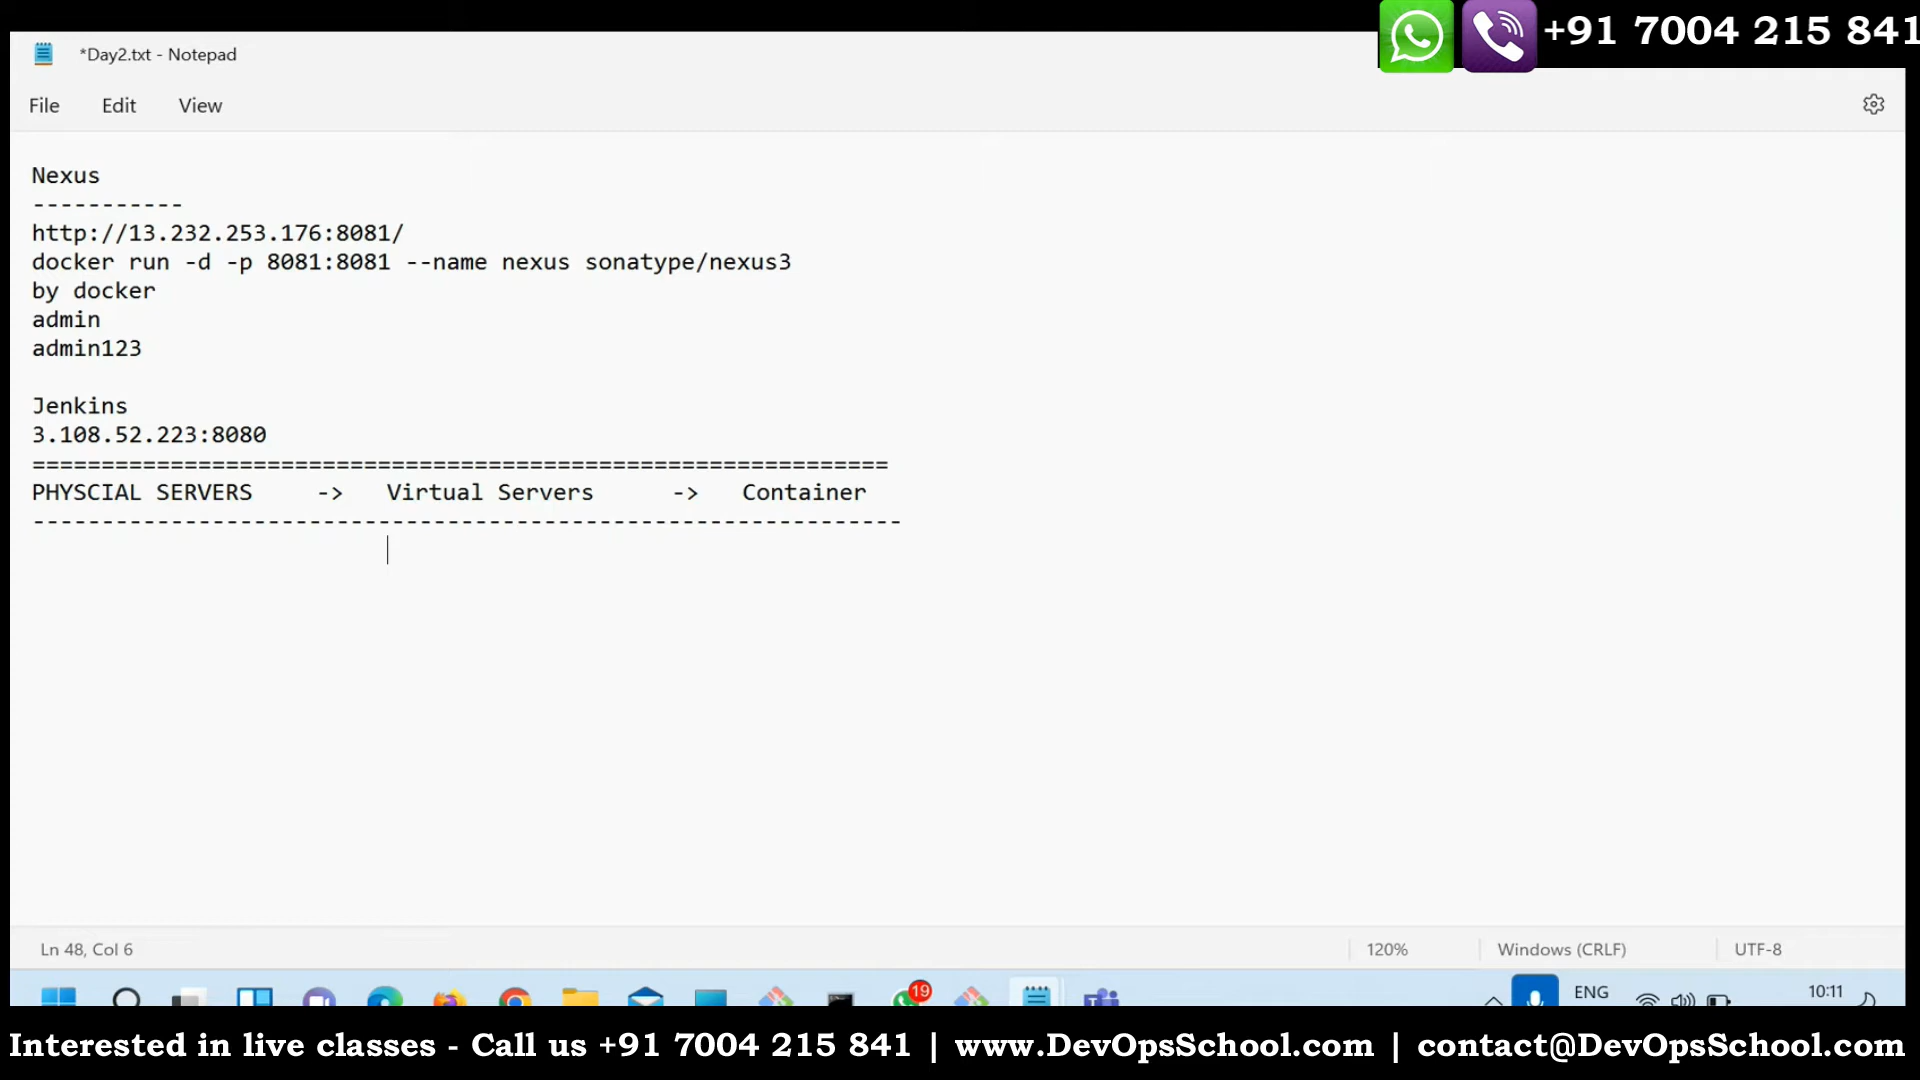 +91 7004 215 841
*Day2.txt - Notepad
File Edit View
Nexus
-----------
http://13.232.253.176:8081/
docker run -d -p 8081:8081 --name nexus sonatype/nexus3
by docker
admin
admin123
Jenkins
3.108.52.223:8080
==============================================================
PHYSCIAL SERVERS -> Virtual Servers -> Container
---------------------------------------------------------------
Ln 48, Col 6 120% Windows (CRLF) UTF-8
19 ENG 10:11
Interested in live classes - Call us +91 7004 215 841 | www.DevOpsSchool.com | contact@DevOpsSchool.com